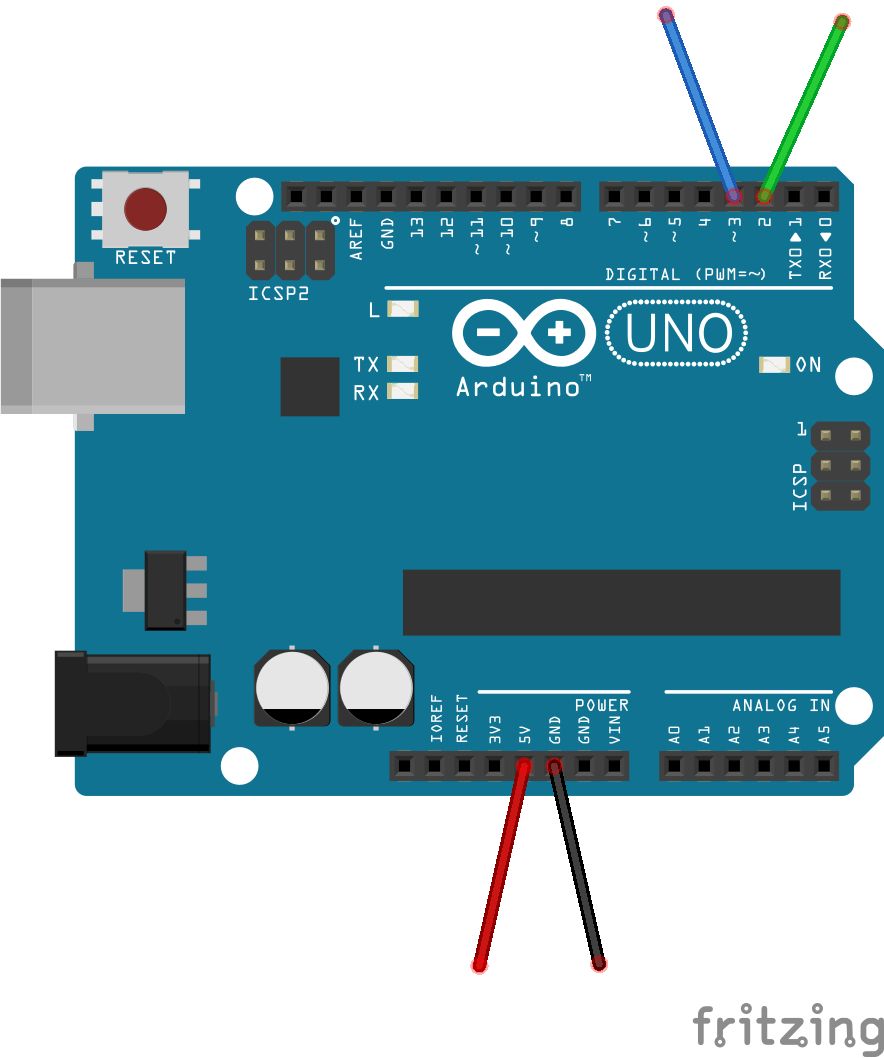 RESET
ICSP2
AREF
GND
13
12
~11
~10
~9
8
7
~6
~5
4
~3
2
TX0▶1
RX0◀0
DIGITAL (PWM=~)
L
TX
RX
Arduino™
UNO
ON
1
ICSP
IOREF
RESET
3V3
5V
GND
GND
VIN
POWER
ANALOG IN
A0
A1
A2
A3
A4
A5
fritzing